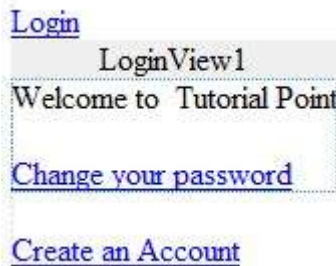 Login
LoginView1
Welcome to Tutorial Point
Change your password
Create an Account